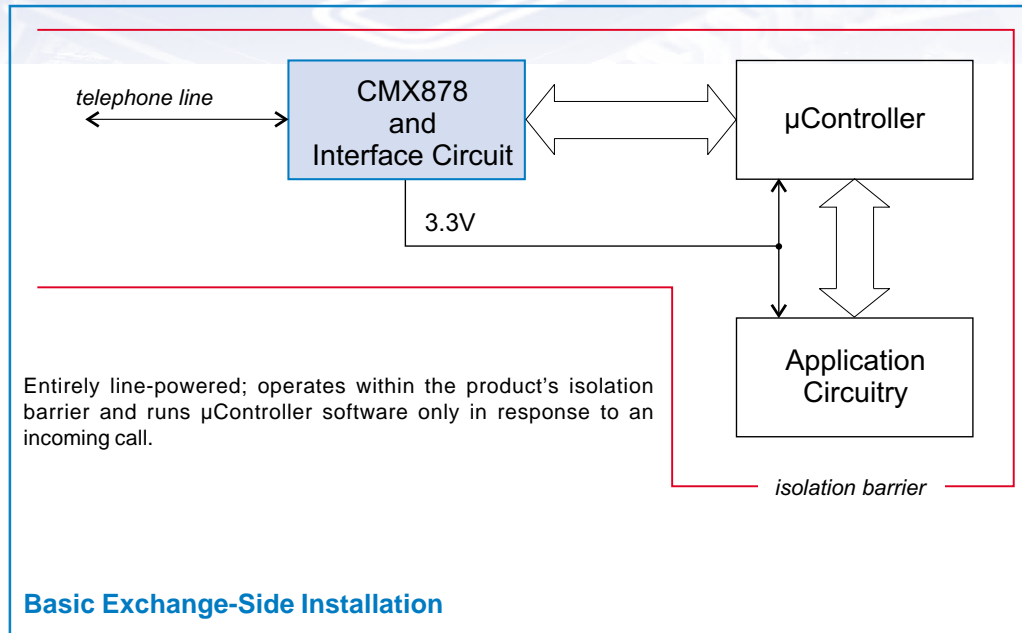 telephone line
CMX878
and
Interface Circuit
µController
3.3V
Application
Circuitry
Entirely line-powered; operates within the product's isolation
barrier and runs µController software only in response to an
incoming call.
isolation barrier
Basic Exchange-Side Installation